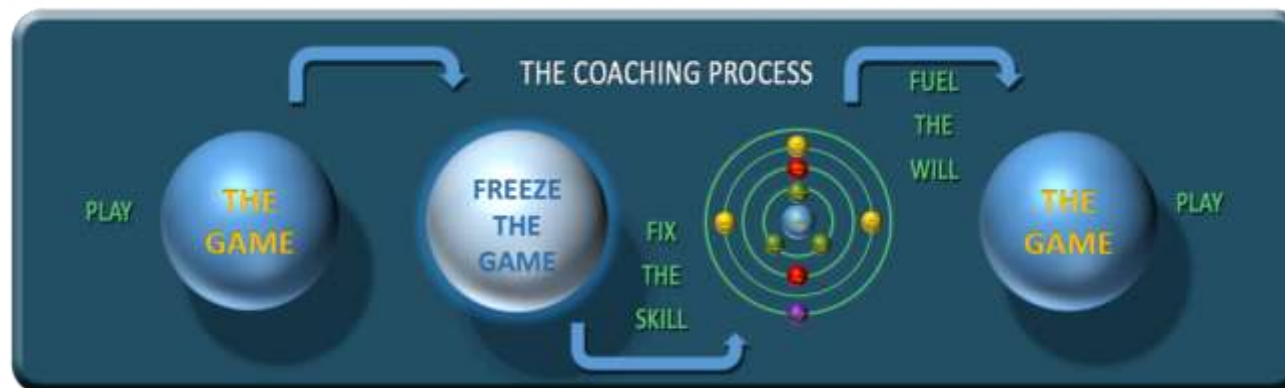 THE COACHING PROCESS
PLAY
THE
GAME
FREEZE
THE
GAME
FIX
THE
SKILL
FUEL
THE
WILL
THE
GAME
PLAY